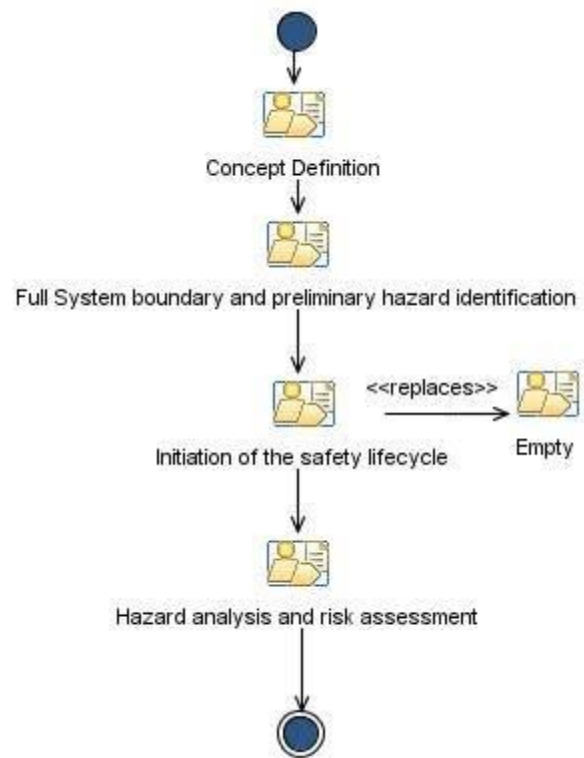 Concept Definition
Full System boundary and preliminary hazard identification
<<replaces>>
Initiation of the safety lifecycle
Empty
Hazard analysis and risk assessment